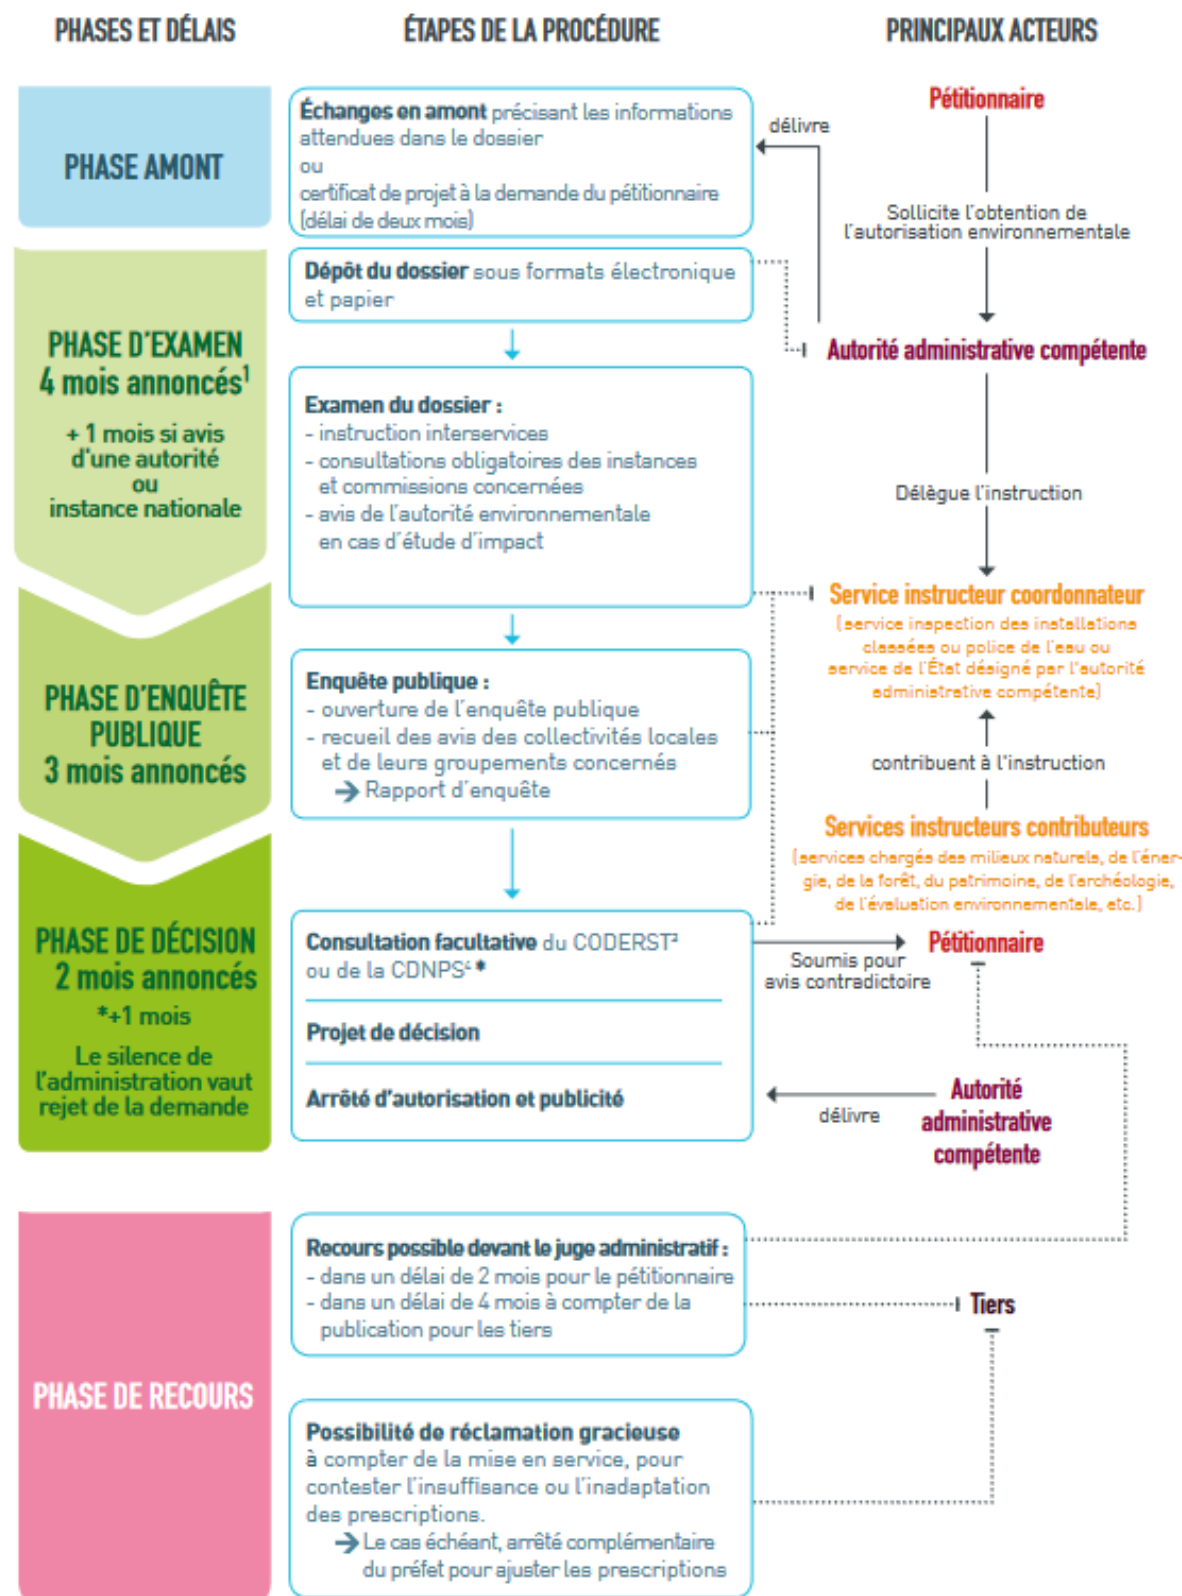 PHASES ET DÉLAIS
ÉTAPES DE LA PROCÉDURE
PRINCIPAUX ACTEURS
PHASE AMONT
Échanges en amont précisant les informations
attendues dans le dossier
ou
certificat de projet à la demande du pétitionnaire
(délai de deux mois)
délivre
Pétitionnaire
Sollicite l'obtention de
l'autorisation environnementale
PHASE D'EXAMEN
4 mois annoncés¹
+ 1 mois si avis
d'une autorité
ou
instance nationale
Dépôt du dossier sous formats électronique
et papier
Autorité administrative compétente
Examen du dossier :
- instruction interservices
- consultations obligatoires des instances
et commissions concernées
- avis de l'autorité environnementale
en cas d'étude d'impact
Délègue l'instruction
Service instructeur coordonnateur
(service inspection des installations
classées ou police de l'eau ou
service de l'État désigné par l'autorité
administrative compétente)
PHASE D'ENQUÊTE
PUBLIQUE
3 mois annoncés
Enquête publique :
- ouverture de l'enquête publique
- recueil des avis des collectivités locales
et de leurs groupements concernés
→ Rapport d'enquête
contribuent à l'instruction
Services instructeurs contributeurs
(services chargés des milieux naturels, de l'éner-
gie, de la forêt, du patrimoine, de l'archéologie,
de l'évaluation environnementale, etc.)
PHASE DE DÉCISION
2 mois annoncés
*+1 mois
Le silence de
l'administration vaut
rejet de la demande
Consultation facultative du CODERST³
ou de la CDNPS⁴ *
Projet de décision
Arrêté d'autorisation et publicité
Soumis pour
avis contradictoire
Pétitionnaire
délivre
Autorité
administrative
compétente
PHASE DE RECOURS
Recours possible devant le juge administratif :
- dans un délai de 2 mois pour le pétitionnaire
- dans un délai de 4 mois à compter de la
publication pour les tiers
Tiers
Possibilité de réclamation gracieuse
à compter de la mise en service, pour
contester l'insuffisance ou l'inadaptation
des prescriptions.
→ Le cas échéant, arrêté complémentaire
du préfet pour ajuster les prescriptions